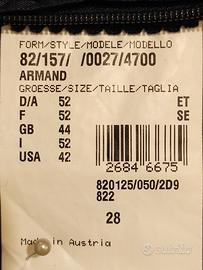 FORM/STYLE/MODELE/MODELLO
82/157/ /0027/4700
ARMAND
GROESSE/SIZE/TAILLE/TAGLIA
D/A 52 ET
F 52 SE
GB 44
I 52
USA 42
2684 6675
820125/050/2D9
822
28
Made in Austria
subito